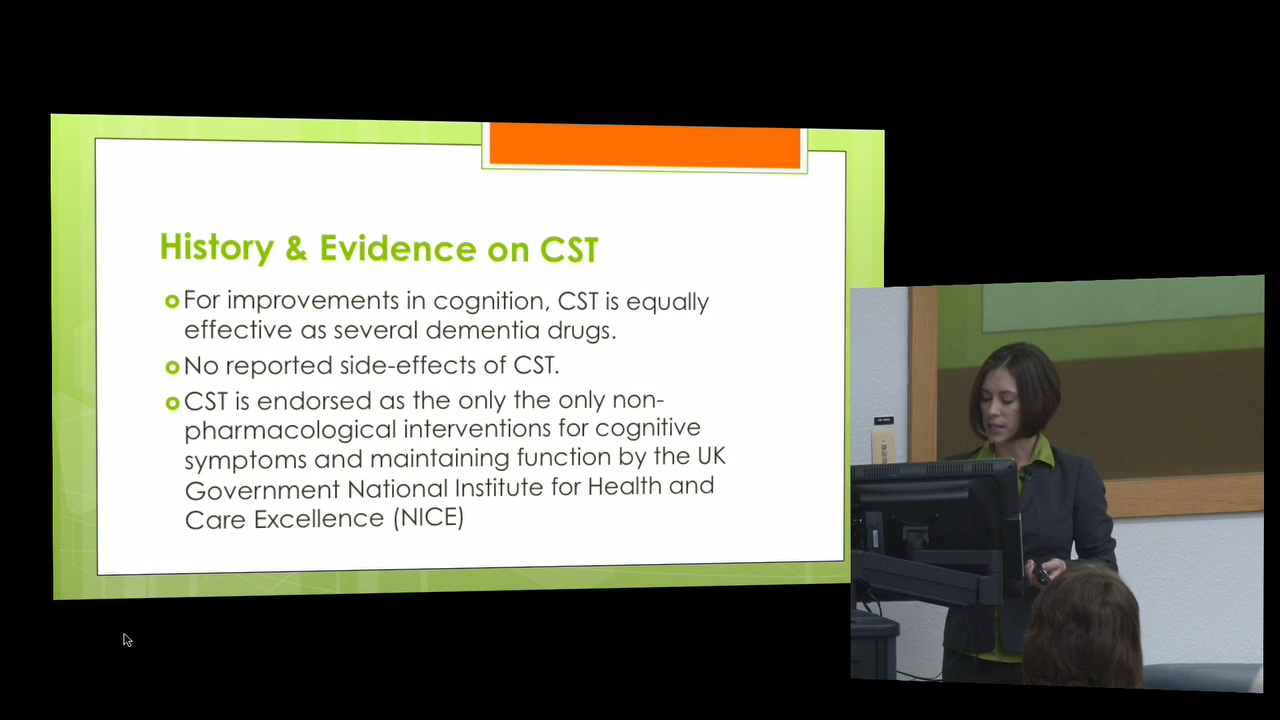 History & Evidence on CST
For improvements in cognition, CST is equally
effective as several dementia drugs.
No reported side-effects of CST.
CST is endorsed as the only the only non-
pharmacological interventions for cognitive
symptoms and maintaining function by the UK
Government National Institute for Health and
Care Excellence (NICE)